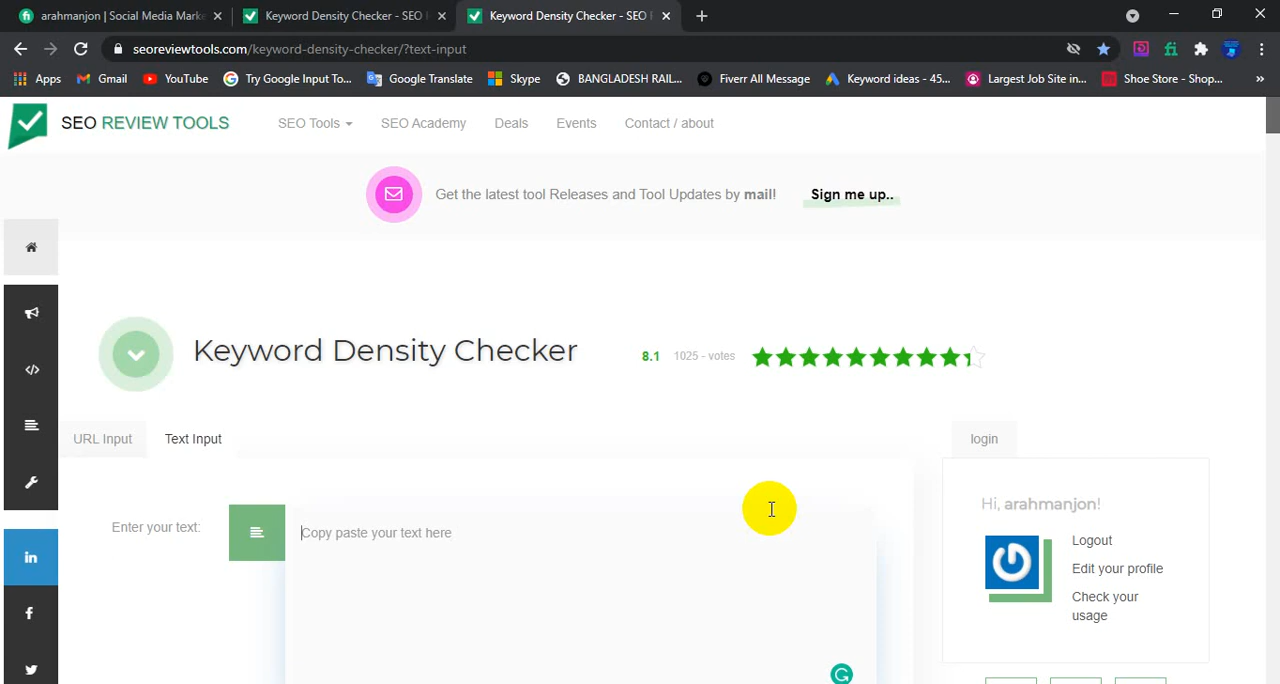 arahmanjon | Social Media Marke
Keyword Density Checker - SEO
Keyword Density Checker - SEO
seoreviewtools.com/keyword-density-checker/?text-input
Apps
Gmail
YouTube
Try Google Input To...
Google Translate
Skype
BANGLADESH RAIL...
Fiverr All Message
Keyword ideas - 45...
Largest Job Site in...
Shoe Store - Shop...
»
SEO REVIEW TOOLS
SEO Tools
SEO Academy
Deals
Events
Contact / about
Get the latest tool Releases and Tool Updates by mail!
Sign me up..
Keyword Density Checker
8.1
1025 - votes
URL Input
Text Input
login
Enter your text:
Copy paste your text here
Hi, arahmanjon!
Logout
Edit your profile
Check your
usage